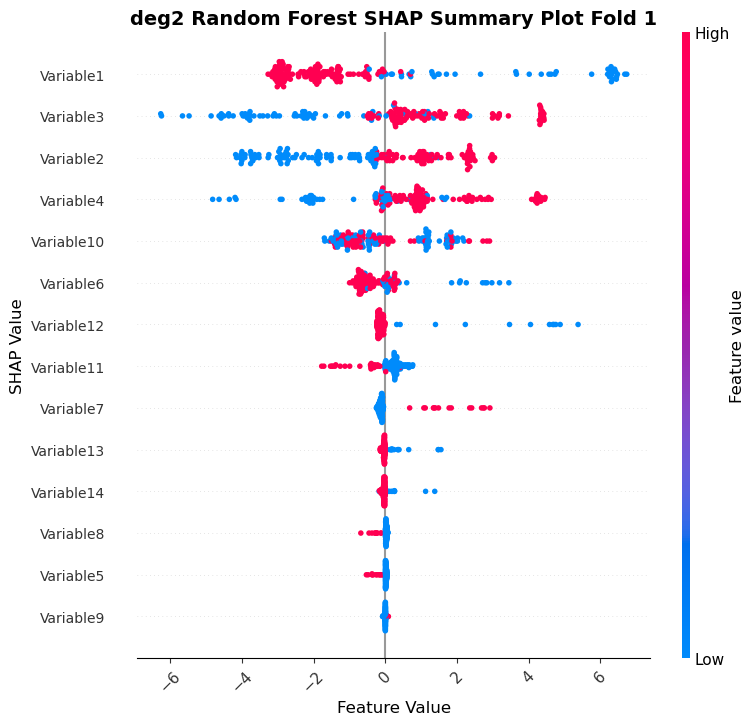 deg2 Random Forest SHAP Summary Plot Fold 1
High
Variable1
Variable3
Variable2
Variable4
Variable10
Variable6
Variable12
Variable11
Variable7
Variable13
Variable14
Variable8
Variable5
Variable9
SHAP Value
Feature value
Low
−6
−4
−2
0
2
4
6
Feature Value